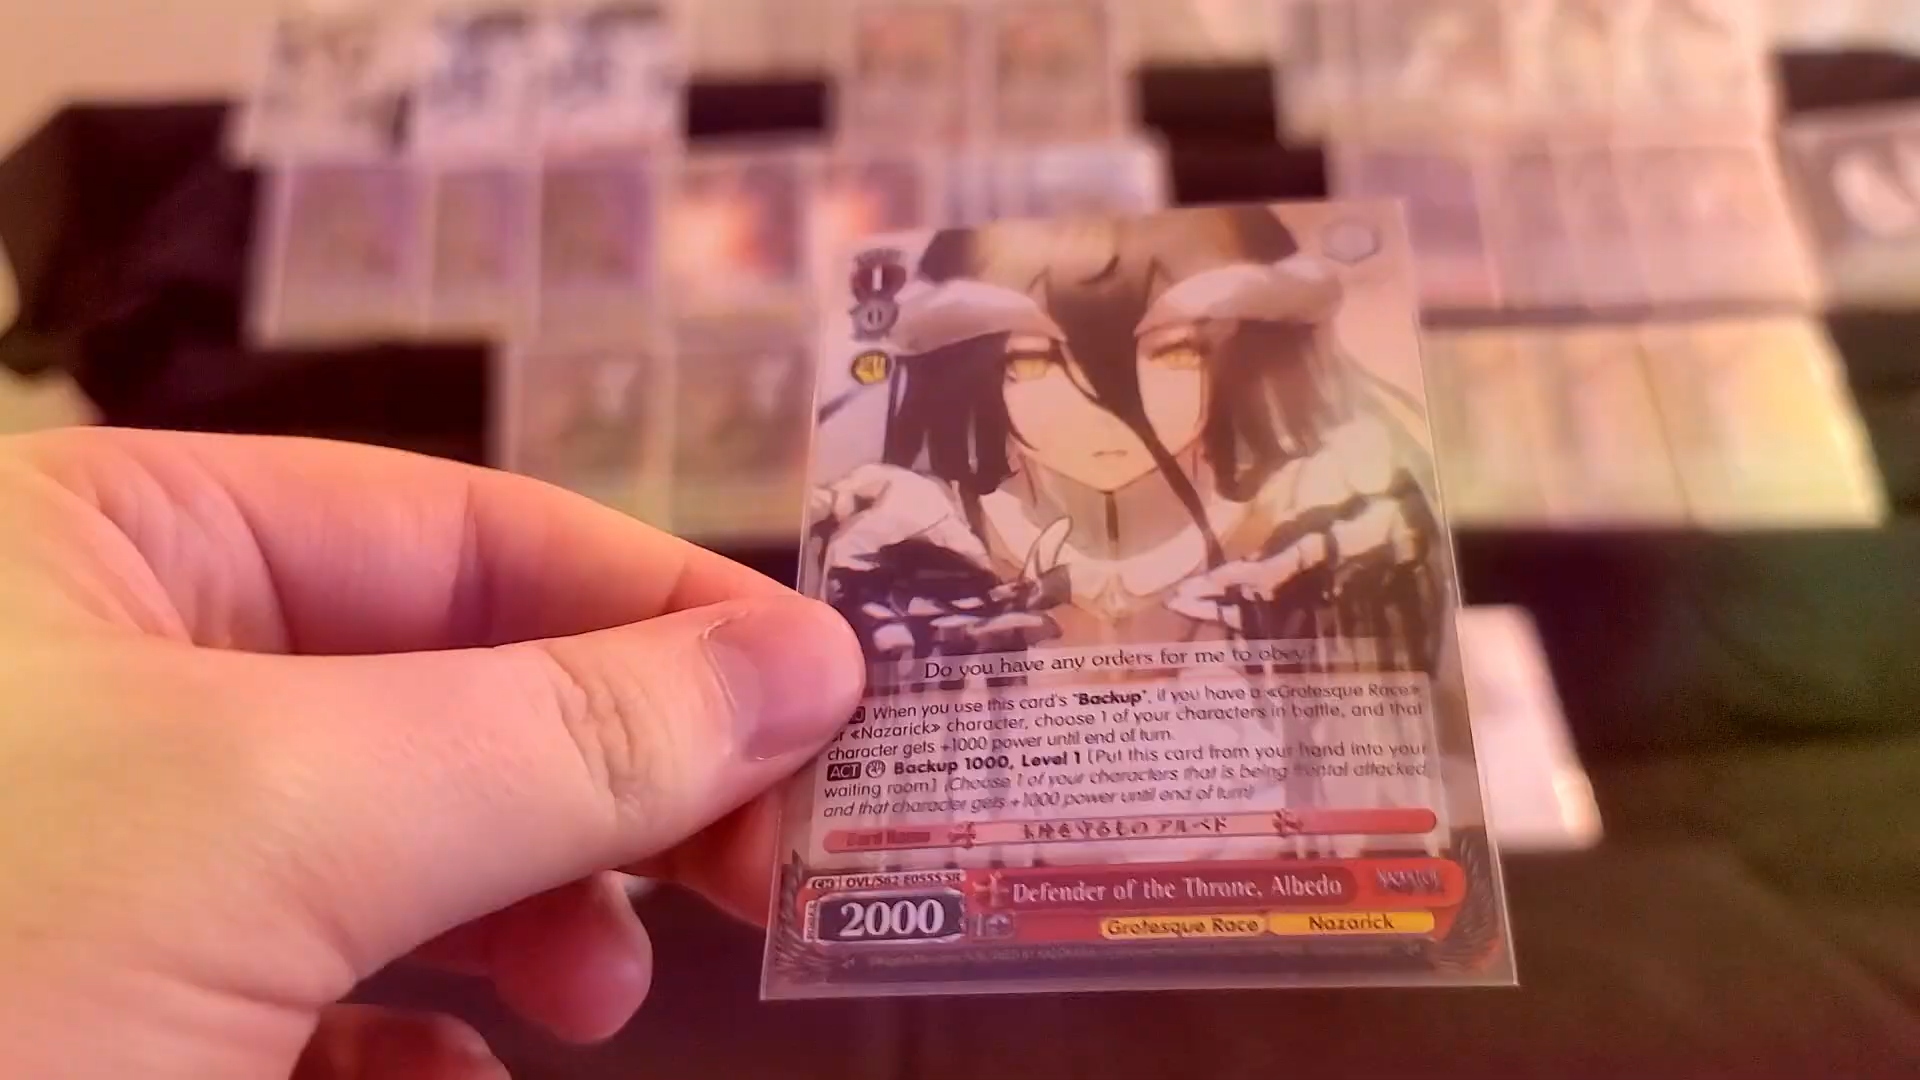 1
Do you have any orders for me to obey?
When you use this card's "Backup", if you have a «Grotesque Race»
or «Nazarick» character, choose 1 of your characters in battle, and that
character gets +1000 power until end of turn.
ACT Backup 1000, Level 1 [Put this card from your hand into your
waiting room] (Choose 1 of your characters that is being frontal attacked,
and that character gets +1000 power until end of turn)
Card Name 玉座を守るもの アルベド
OVL/S62-E055S SR
Defender of the Throne, Albedo
2000
Grotesque Race Nazarick